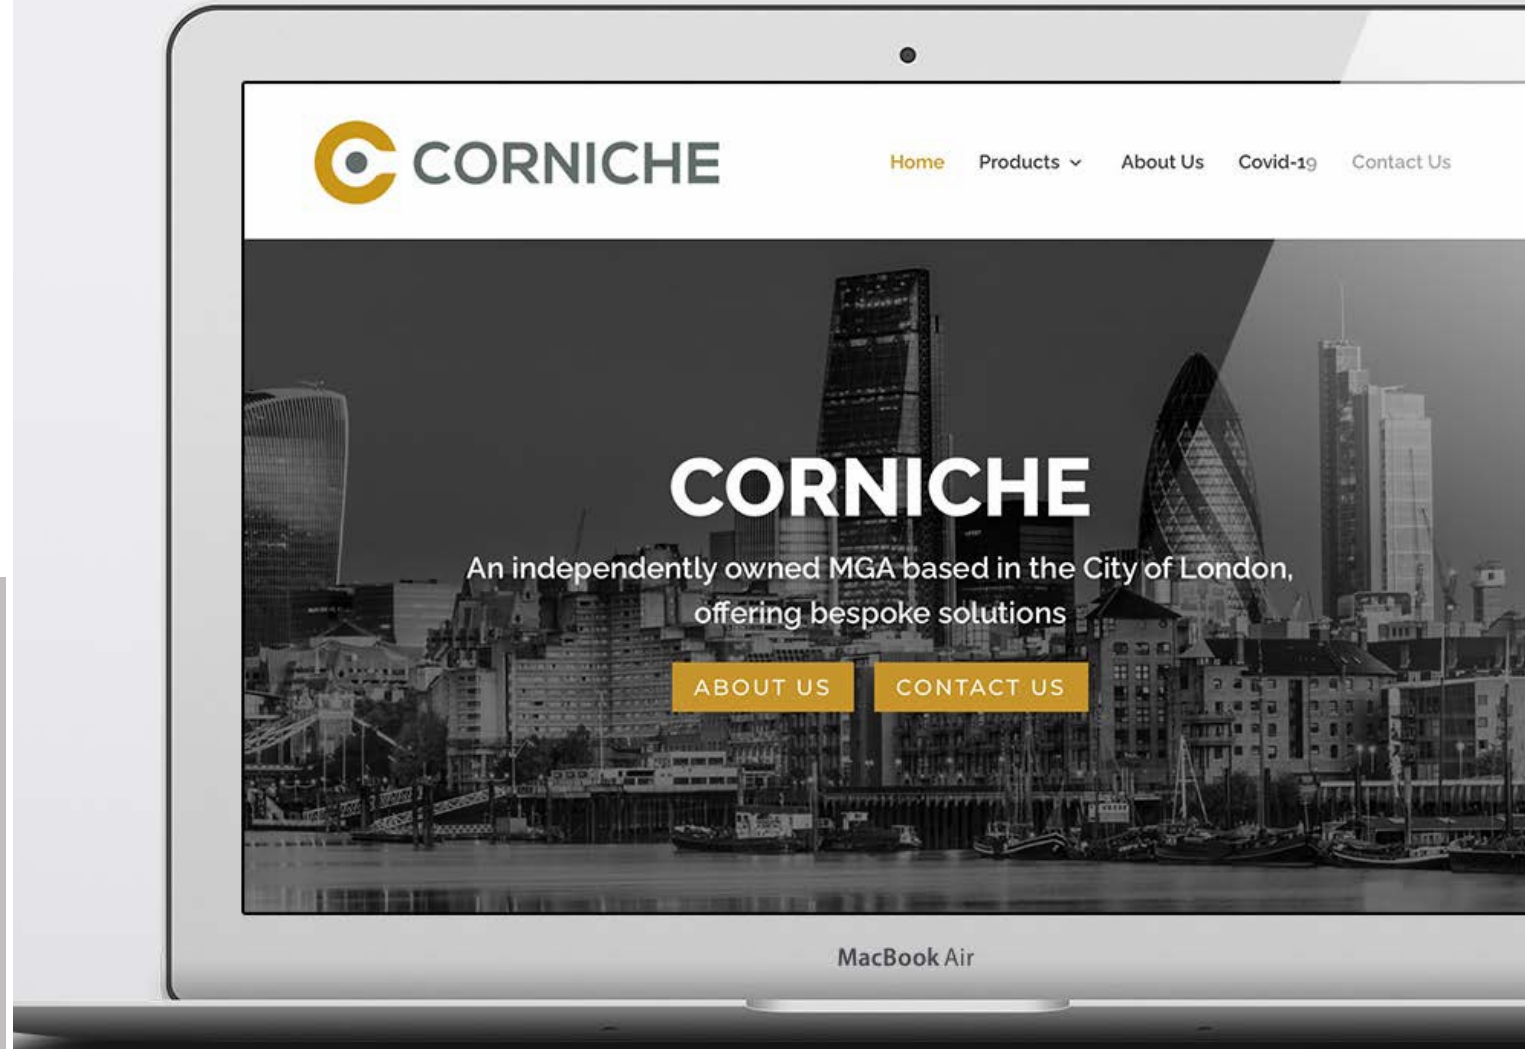 CORNICHE
Home Products About Us Covid-19 Contact Us
CORNICHE
An independently owned MGA based in the City of London,
offering bespoke solutions
ABOUT US CONTACT US
MacBook Air